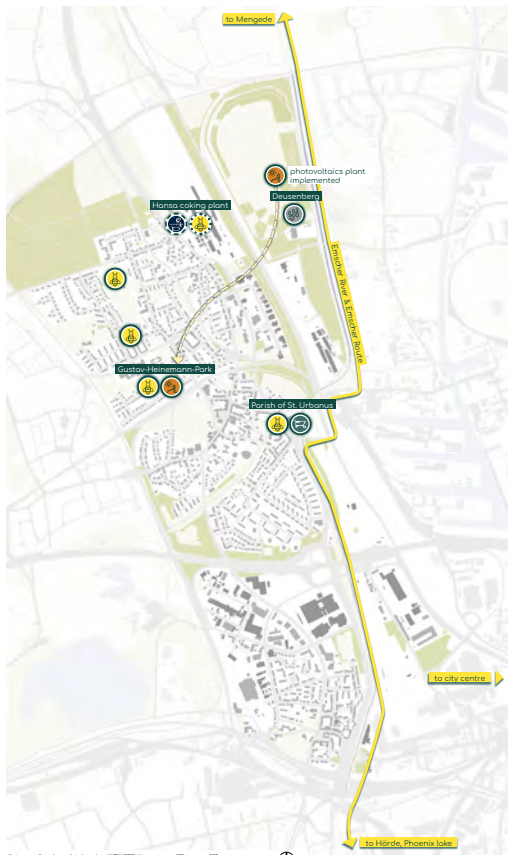 to Mengede
photovoltaics plant
implemented
Deusenberg
Hansa coking plant
Emscher River & Emscher Route
Gustav-Heinemann-Park
Parish of St. Urbanus
to city centre
to Hörde, Phoenix lake